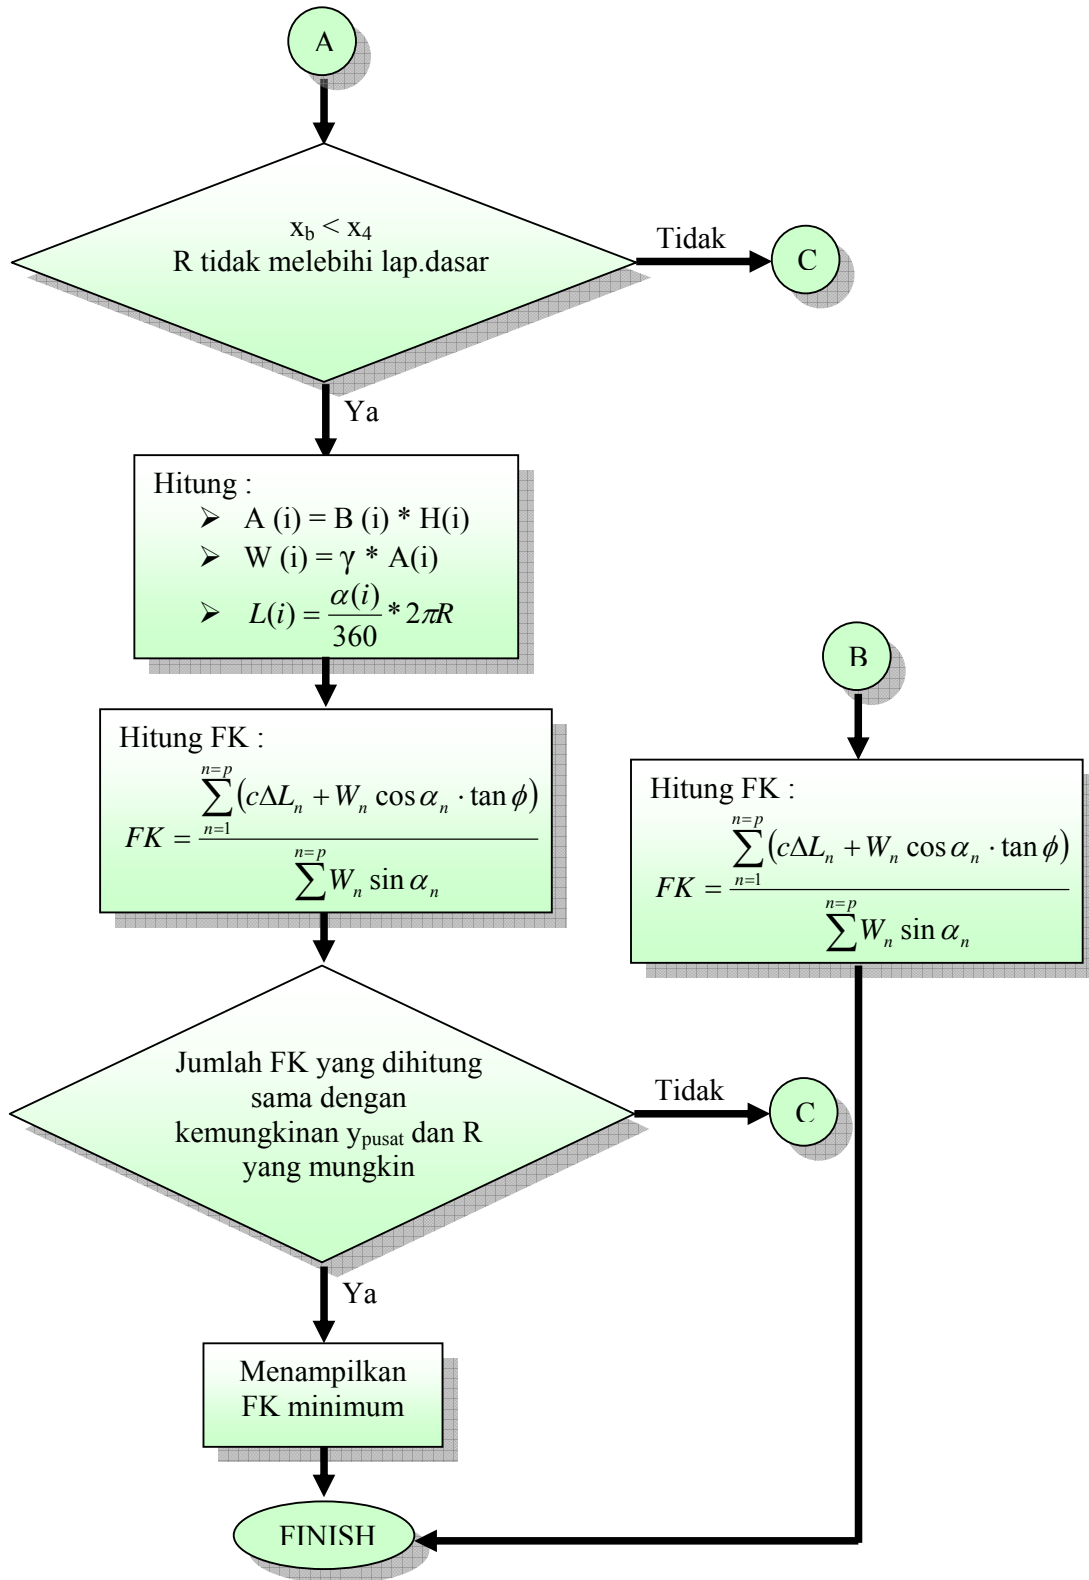 A
x_b < x_4
R tidak melebihi lap.dasar
Tidak
C
Ya
Hitung :
➢ A (i) = B (i) * H(i)
➢ W (i) = γ * A(i)
➢ L(i) = α(i)/360 * 2πR
B
Hitung FK :
FK = ∑_{n=1}^{n=p} (cΔL_n + W_n cos α_n · tan ϕ) / ∑^{n=p} W_n sin α_n
Hitung FK :
FK = ∑_{n=1}^{n=p} (cΔL_n + W_n cos α_n · tan ϕ) / ∑^{n=p} W_n sin α_n
Jumlah FK yang dihitung
sama dengan
kemungkinan y_pusat dan R
yang mungkin
Tidak
C
Ya
Menampilkan
FK minimum
FINISH